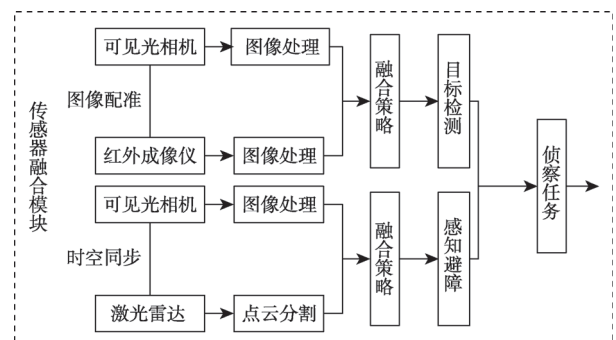 传感器融合模块
可见光相机
图像处理
图像配准
红外成像仪
图像处理
融合策略
目标检测
可见光相机
图像处理
时空同步
激光雷达
点云分割
融合策略
感知避障
侦察任务